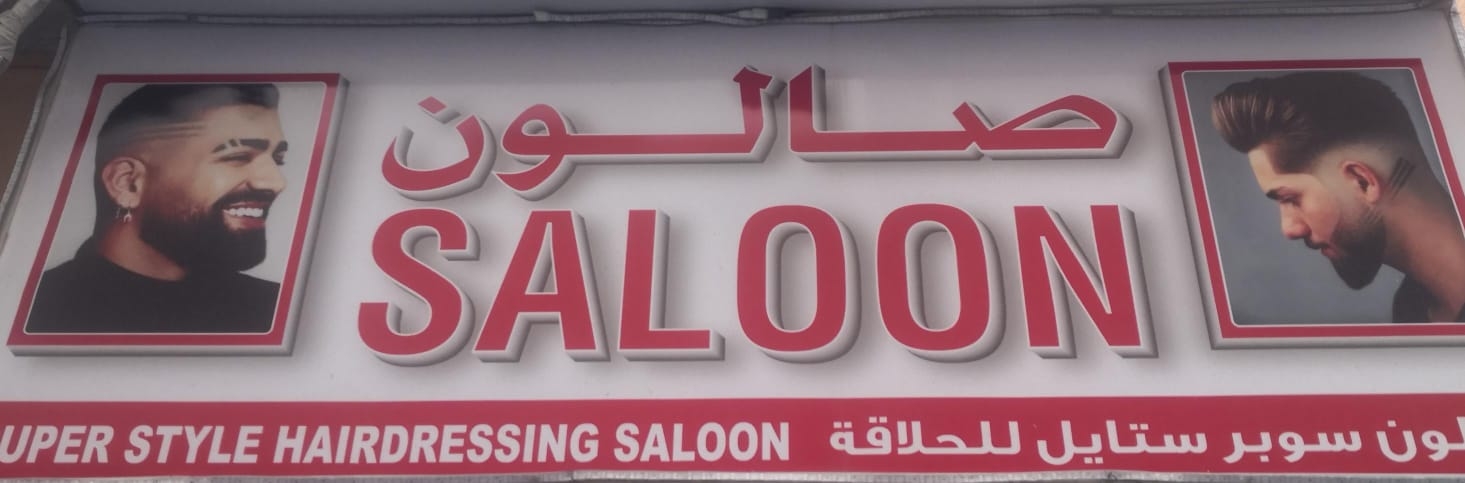 صالون
SALOON
UPER STYLE HAIRDRESSING SALOON
لون سوبر ستايل للحلاقة